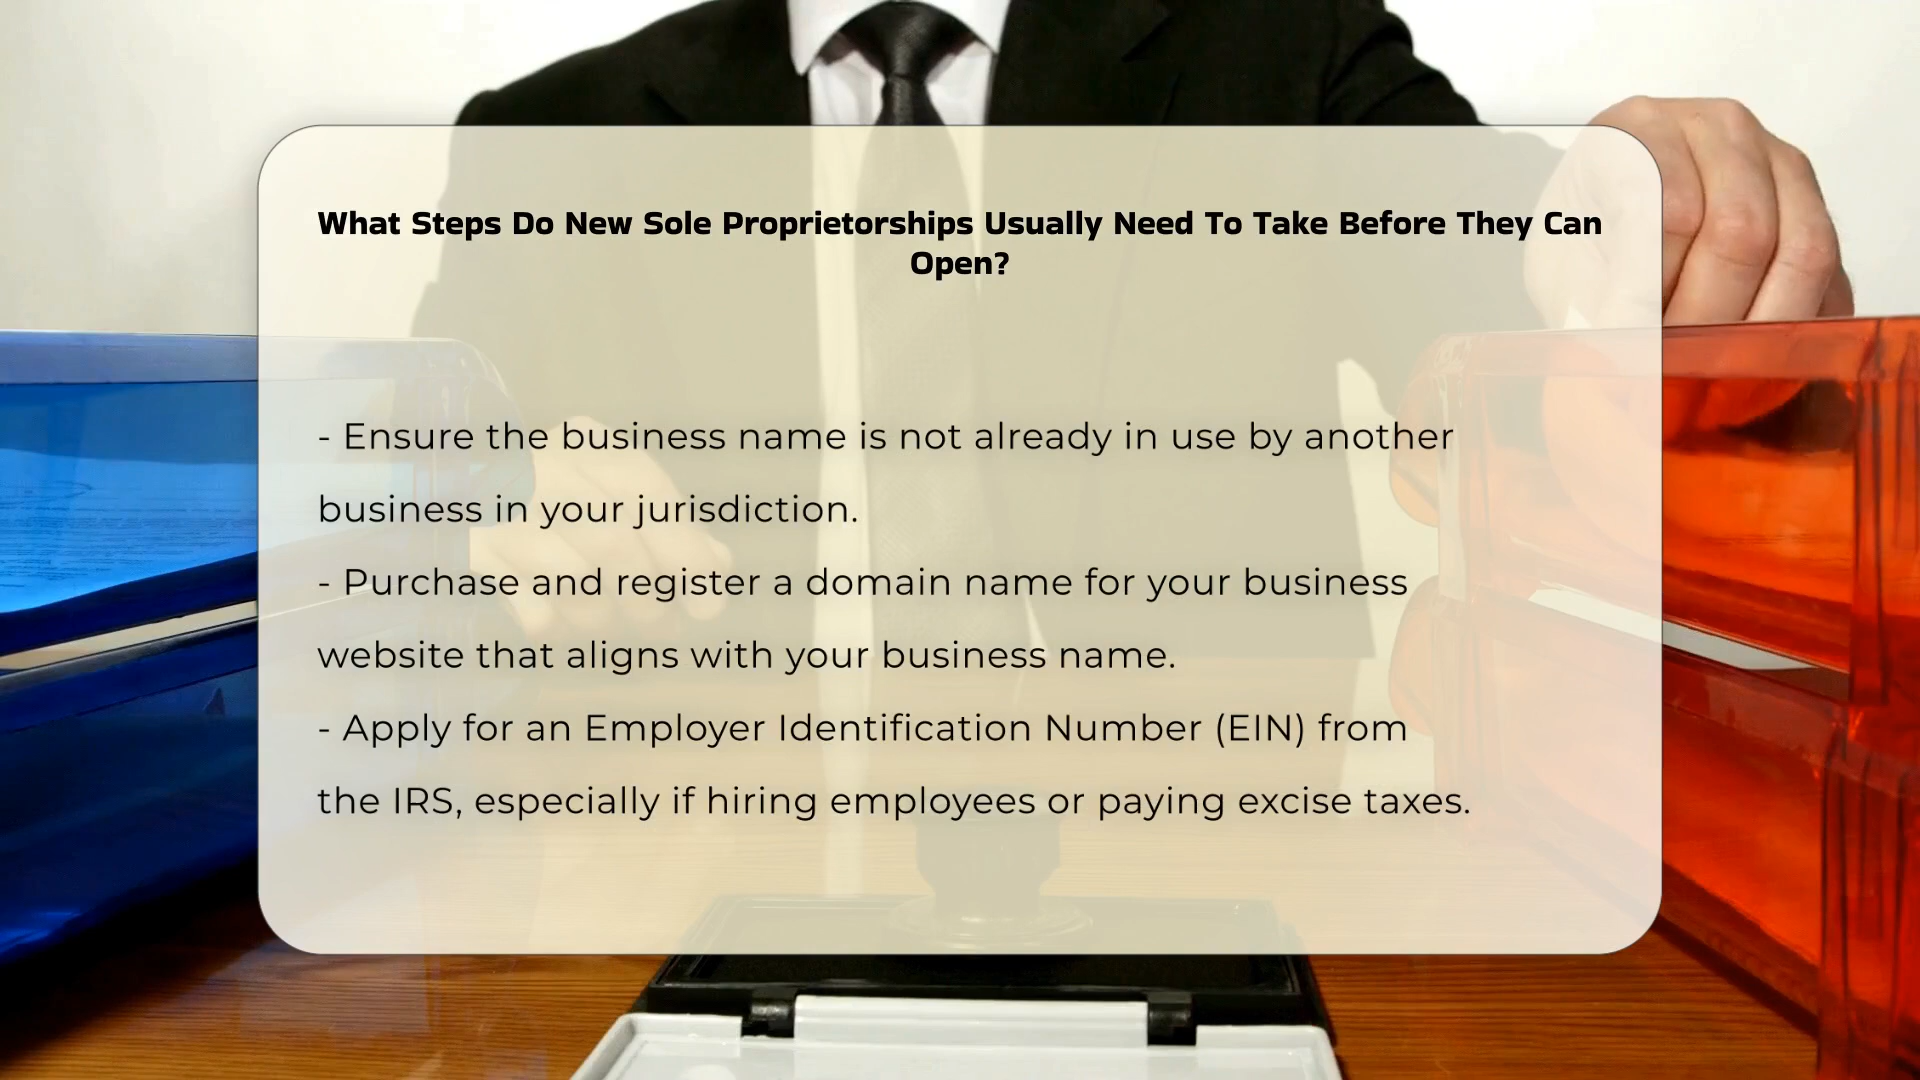 What Steps Do New Sole Proprietorships Usually Need To Take Before They Can
Open?
- Ensure the business name is not already in use by another
business in your jurisdiction.
- Purchase and register a domain name for your business
website that aligns with your business name.
- Apply for an Employer Identification Number (EIN) from
the IRS, especially if hiring employees or paying excise taxes.